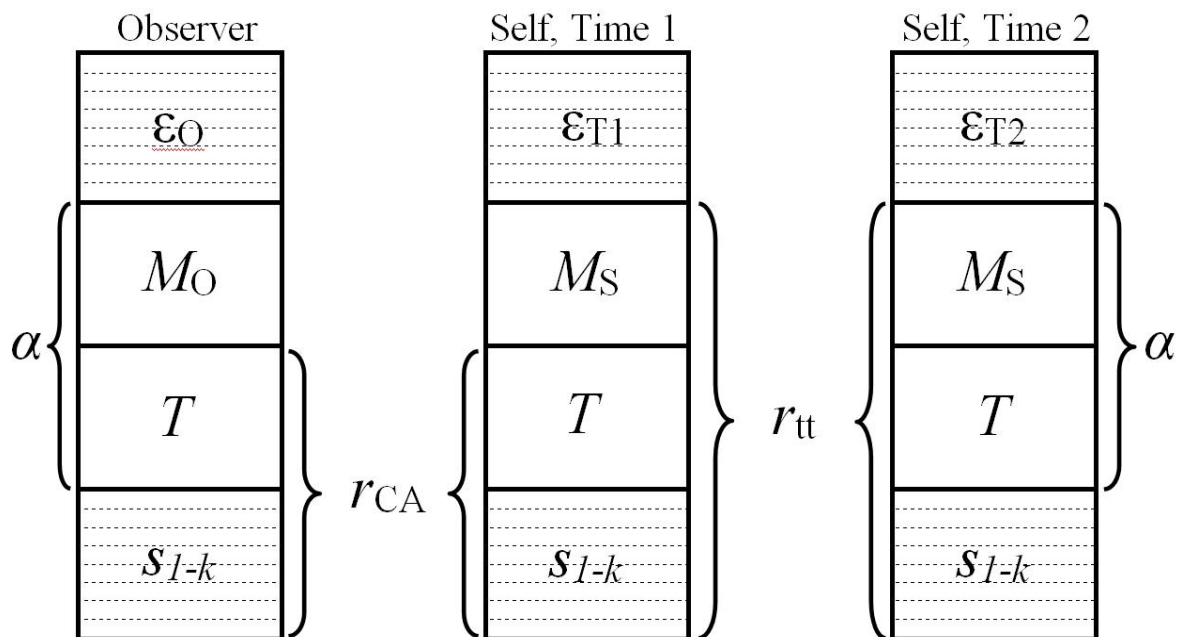 Observer Self, Time 1 Self, Time 2
εO εT1 εT2
MO MS MS
α α
T T T
rtt
rCA
s1-k s1-k s1-k